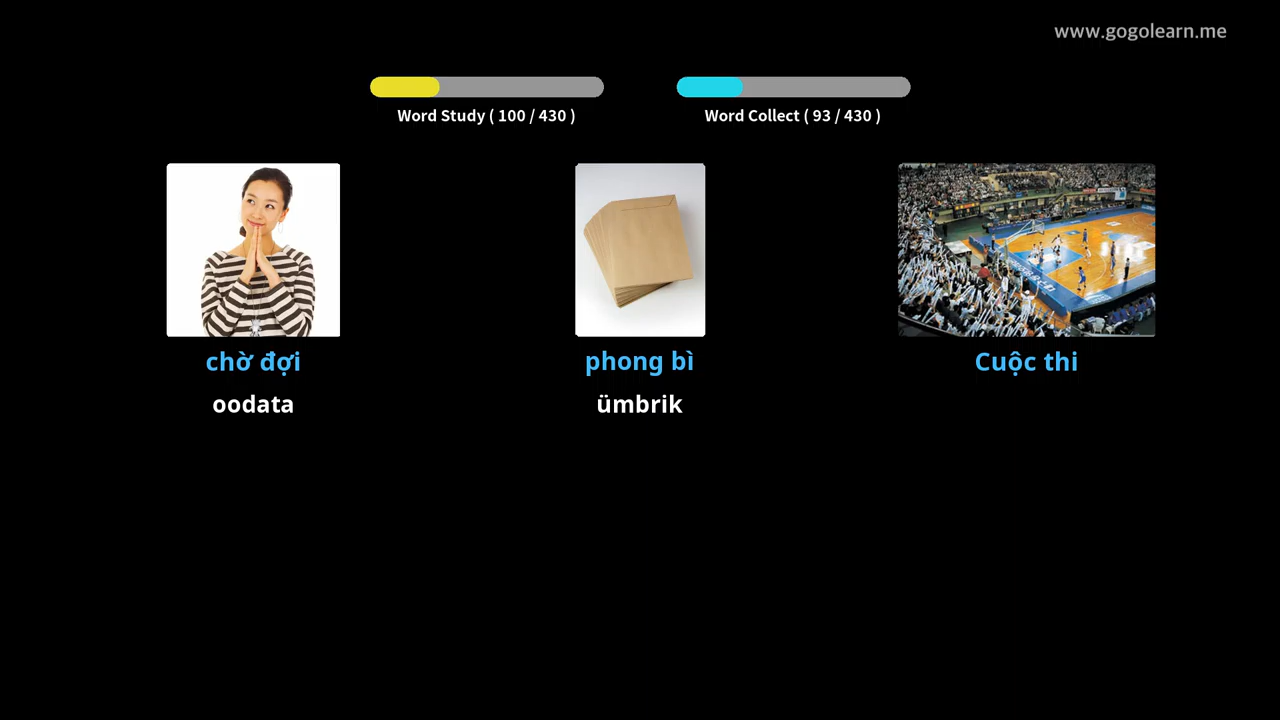 www.gogolearn.me
Word Study ( 100 / 430 )
Word Collect ( 93 / 430 )
chờ đợi
phong bì
Cuộc thi
oodata
ümbrik